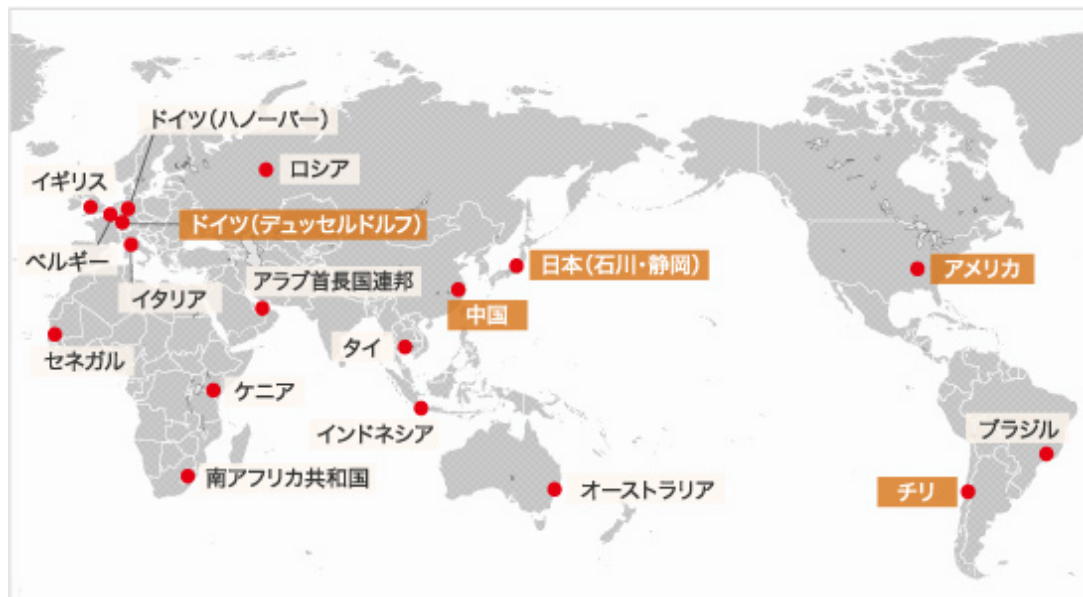 ドイツ（ハノーバー）
ロシア
イギリス
ドイツ（デュッセルドルフ）
ベルギー
イタリア
アラブ首長国連邦
日本（石川・静岡）
アメリカ
中国
セネガル
タイ
ケニア
インドネシア
ブラジル
南アフリカ共和国
オーストラリア
チリ